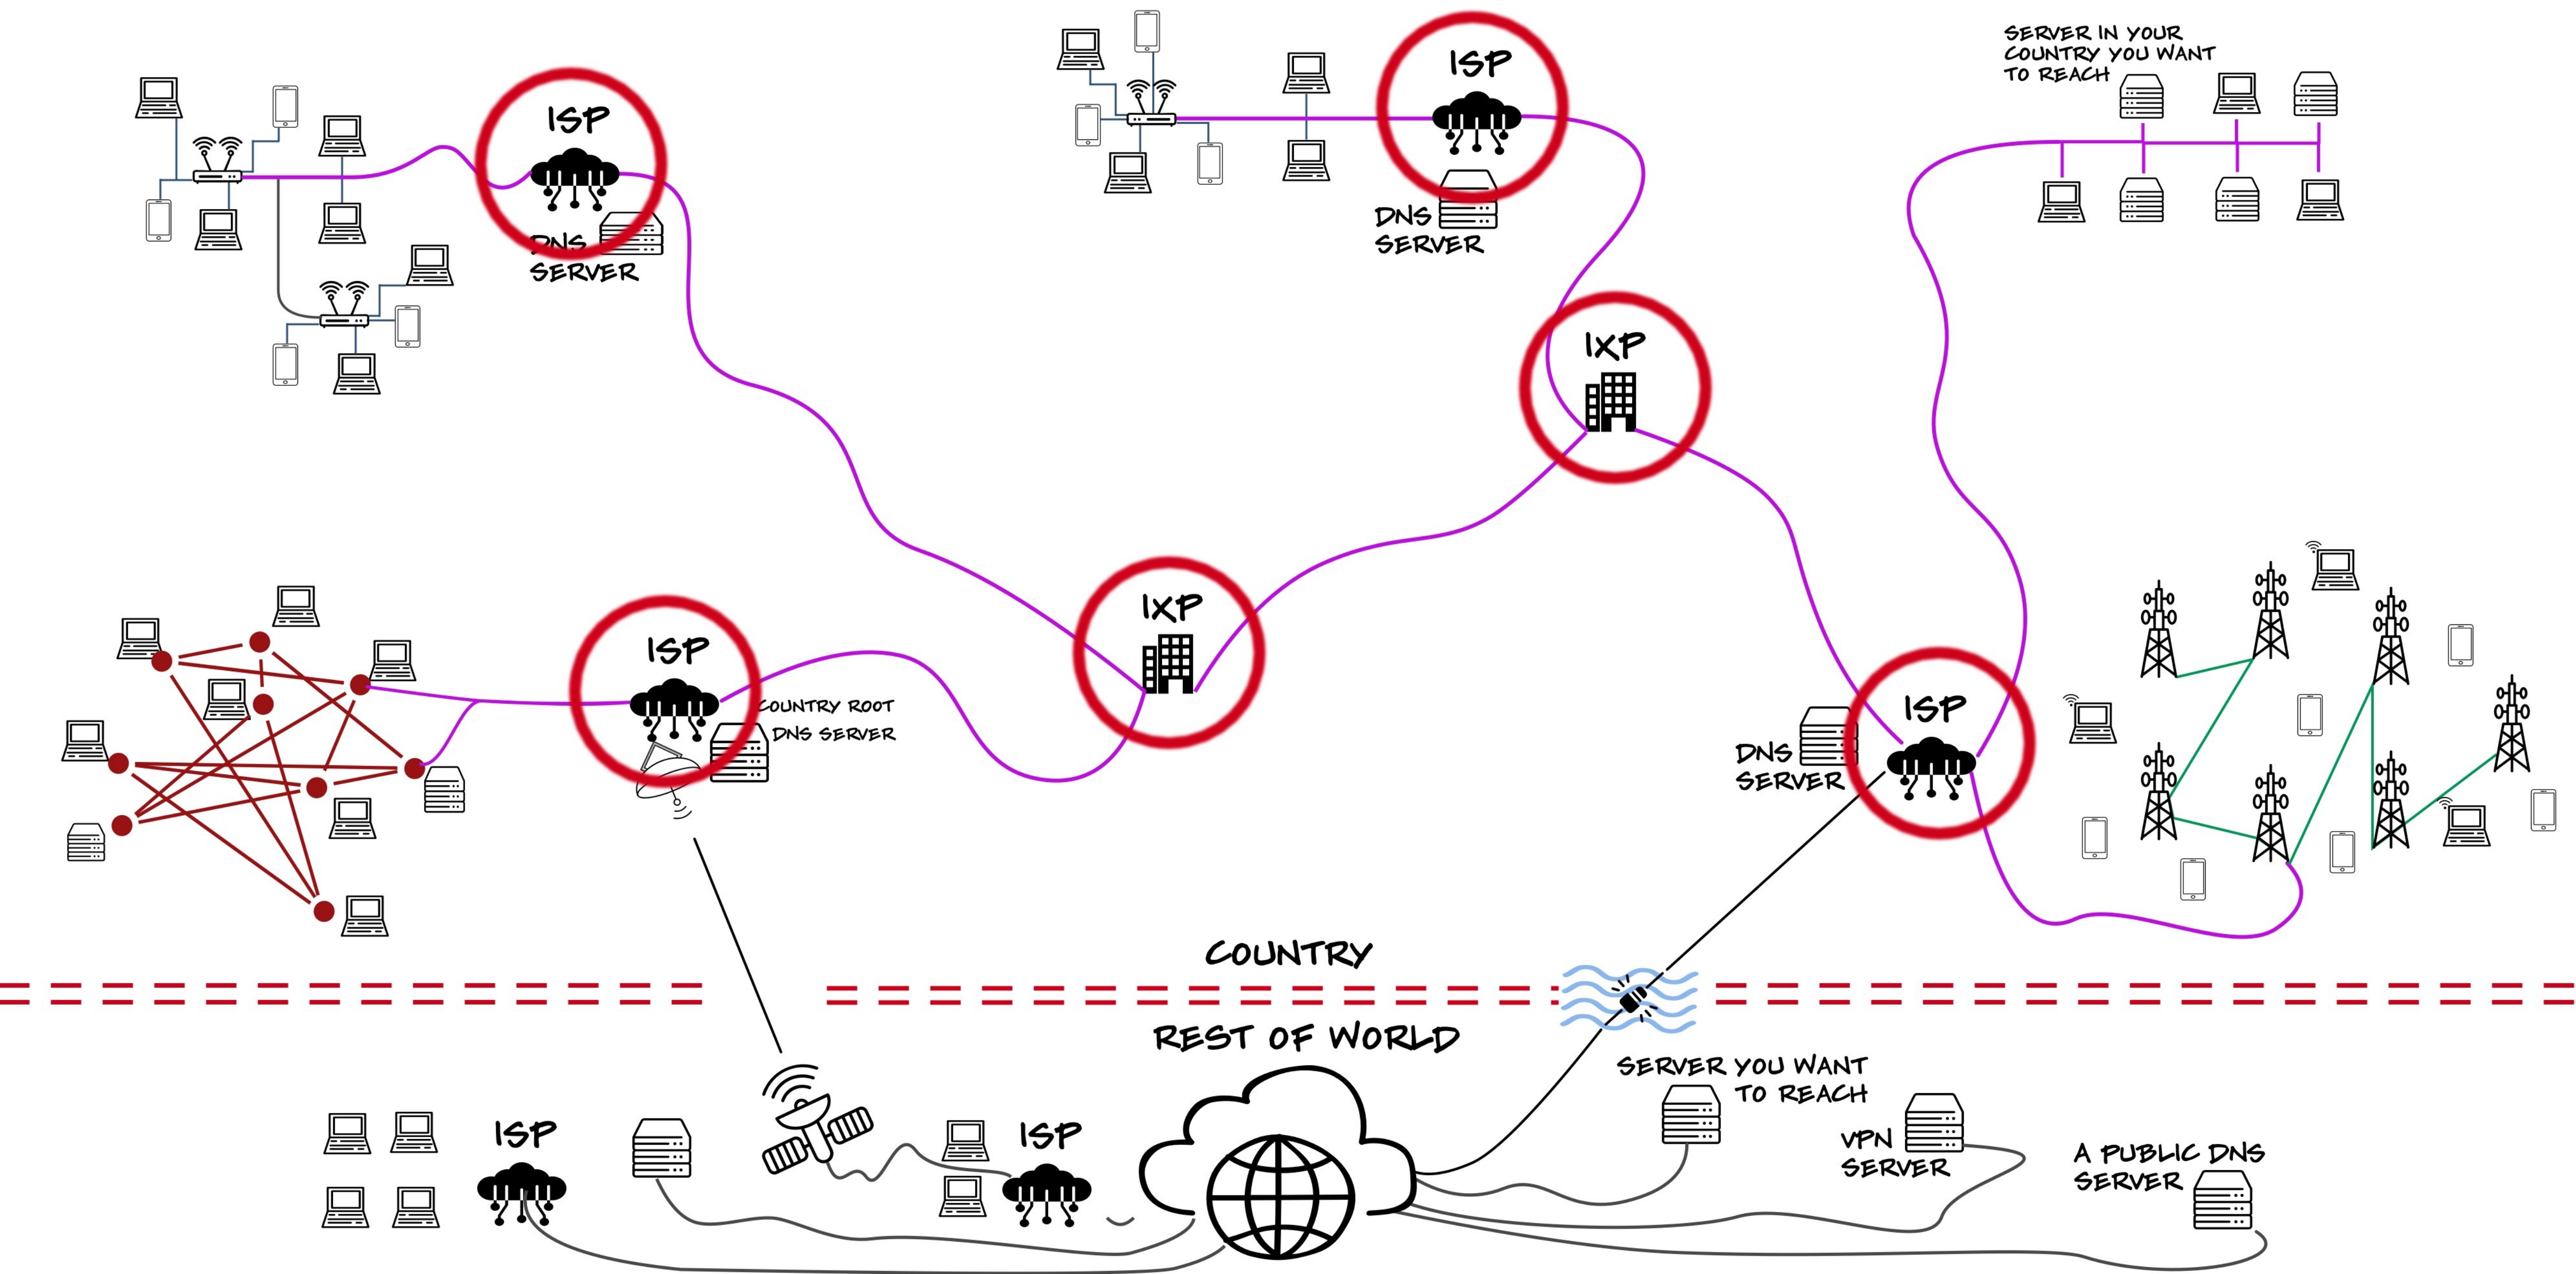 ISP
DNS
SERVER
ISP
DNS
SERVER
SERVER IN YOUR
COUNTRY YOU WANT
TO REACH
IXP
ISP
COUNTRY ROOT
DNS SERVER
IXP
ISP
DNS
SERVER
COUNTRY
REST OF WORLD
ISP
ISP
SERVER YOU WANT
TO REACH
VPN
SERVER
A PUBLIC DNS
SERVER